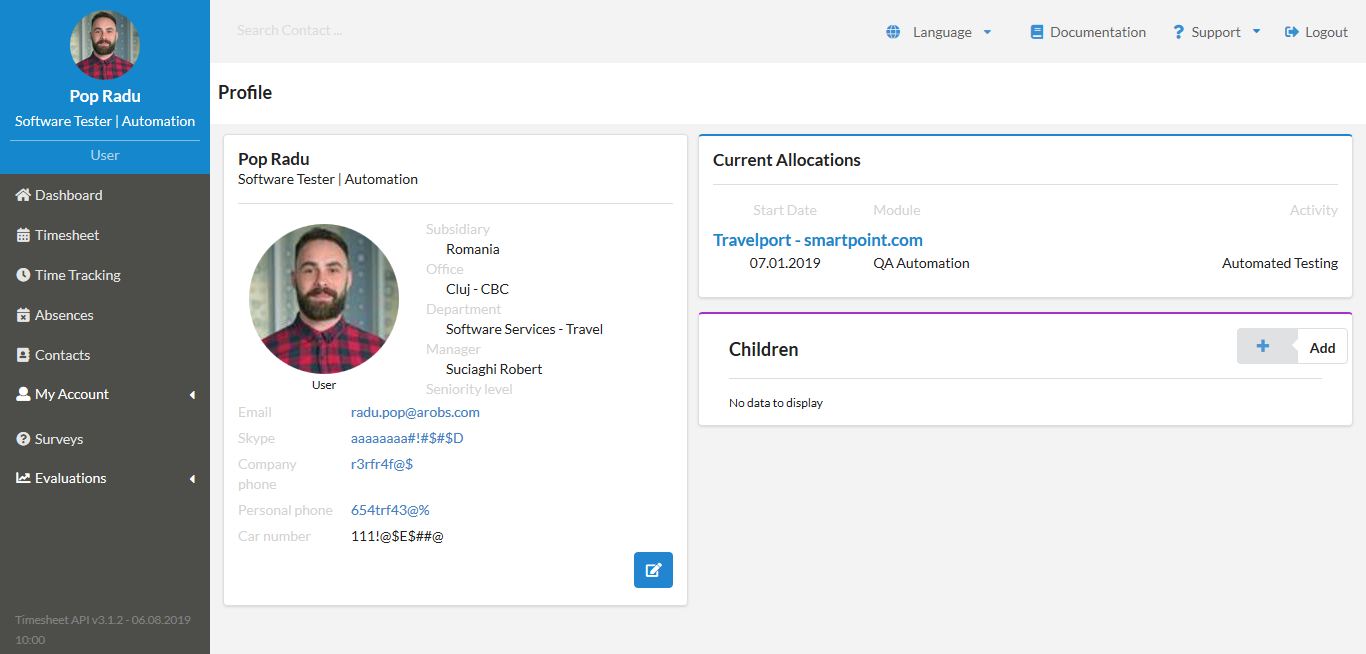 Pop Radu
Software Tester | Automation
User
Dashboard
Timesheet
Time Tracking
Absences
Contacts
My Account
Surveys
Evaluations
Timesheet API v3.1.2 - 06.08.2019
10:00
Search Contact ...
Language
Documentation
Support
Logout
Profile
Pop Radu
Software Tester | Automation
User
Subsidiary
Romania
Office
Cluj - CBC
Department
Software Services - Travel
Manager
Suciaghi Robert
Seniority level
Email radu.pop@arobs.com
Skype aaaaaaaa#!#$#$D
Company r3rfr4f@$
phone
Personal phone 654trf43@%
Car number 111!@$E$##@
Current Allocations
Start Date Module Activity
Travelport - smartpoint.com
07.01.2019 QA Automation Automated Testing
Children
Add
No data to display